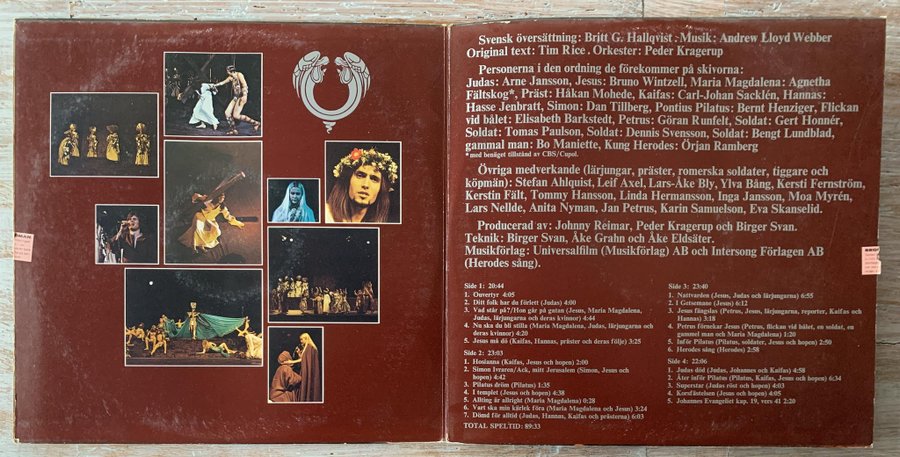 Svensk översättning: Britt G. Hallqvist. Musik: Andrew Lloyd Webber
Original text: Tim Rice. Orkester: Peder Kragerup
Personerna i den ordning de förekommer på skivorna:
Judas: Arne Jansson, Jesus: Bruno Wintzell, Maria Magdalena: Agnetha
Fältskog*, Präst: Håkan Mohede, Kaifas: Carl-Johan Sacklén, Hannas:
Hasse Jenbratt, Simon: Dan Tillberg, Pontius Pilatus: Bernt Henziger, Flickan
vid bålet: Elisabeth Barkstedt, Petrus: Göran Runfelt, Soldat: Gert Honnér,
Soldat: Tomas Paulson, Soldat: Dennis Svensson, Soldat: Bengt Lundblad,
gammal man: Bo Maniette, Kung Herodes: Örjan Ramberg
*med benäget tillstånd av CBS/Cupol.
Övriga medverkande (lärjungar, präster, romerska soldater, tiggare och
köpmän): Stefan Ahlquist, Leif Axel, Lars-Åke Bly, Ylva Bång, Kersti Fernström,
Kerstin Fält, Tommy Hansson, Linda Hermansson, Inga Jansson, Moa Myrén,
Lars Nellde, Anita Nyman, Jan Petrus, Karin Samuelson, Eva Skanselid.
Producerad av: Johnny Reimar, Peder Kragerup och Birger Svan.
Teknik: Birger Svan, Åke Grahn och Åke Eldsäter.
Musikförlag: Universalfilm (Musikförlag) AB och Intersong Förlagen AB
(Herodes sång).
Side 1: 20:44
1. Ouvertyr 4:05
2. Ditt folk har du förlett (Judas) 4:00
3. Vad står på?/Hon går på gatan (Jesus, Maria Magdalena,
Judas, lärjungarna och deras kvinnor) 4:44
4. Nu ska du bli stilla (Maria Magdalena, Judas, lärjungarna och
deras kvinnor) 4:20
5. Jesus må dö (Kaifas, Hannas, präster och deras följe) 3:25
Side 2: 23:03
1. Hosianna (Kaifas, Jesus och hopen) 2:00
2. Simon Ivraren/Ack, mitt Jerusalem (Simon, Jesus och
hopen) 4:42
3. Pilatus dröm (Pilatus) 1:35
4. I templet (Jesus och hopen) 4:38
5. Allting är allright (Maria Magdalena) 0:28
6. Vart ska min kärlek föra (Maria Magdalena och Jesus) 3:24
7. Dömd för alltid (Judas, Hannas, Kaifas och prästerna) 6:03
TOTAL SPELTID: 89:33
Side 3: 23:40
1. Nattvarden (Jesus, Judas och lärjungarna) 6:55
2. I Getsemane (Jesus) 6:12
3. Jesus fängslas (Petrus, Jesus, lärjungarna, reporter, Kaifas och
Hannas) 3:18
4. Petrus förnekar Jesus (Petrus, flickan vid bålet, en soldat, en
gammal man och Maria Magdalena) 1:20
5. Inför Pilatus (Pilatus, soldater, Jesus och hopen) 2:50
6. Herodes sång (Herodes) 2:58
Side 4: 22:06
1. Judas död (Judas, Johannes och Kaifas) 4:58
2. Åter inför Pilatus (Pilatus, Kaifas, Jesus och hopen) 6:34
3. Superstar (Judas röst och hopen) 4:03
4. Korsfästelsen (Jesus och hopen) 4:05
5. Johannes Evangeliet kap. 19, vers 41 2:20